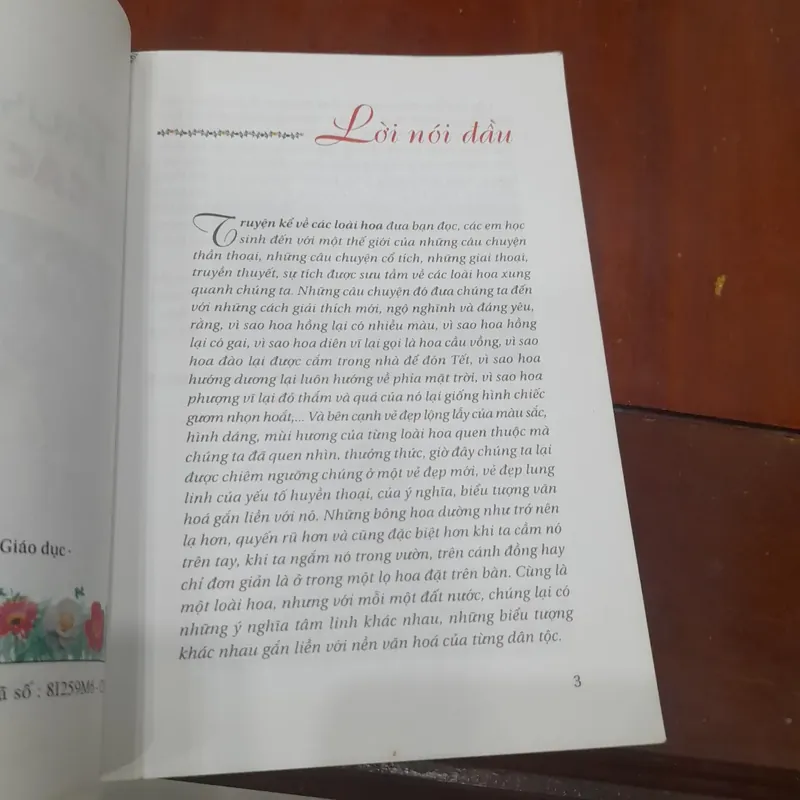 Lời nói đầu
Truyện kể về các loài hoa đưa bạn đọc, các em học
sinh đến với một thế giới của những câu chuyện
thần thoại, những câu chuyện cổ tích, những giai thoại,
truyền thuyết, sự tích được sưu tầm về các loài hoa xung
quanh chúng ta. Những câu chuyện đó đưa chúng ta đến
với những cách giải thích mới, ngộ nghĩnh và đáng yêu,
rằng, vì sao hoa hồng lại có nhiều màu, vì sao hoa hồng
lại có gai, vì sao hoa diên vĩ lại gọi là hoa cầu vồng, vì sao
hoa đào lại được cắm trong nhà để đón Tết, vì sao hoa
hướng dương lại luôn hướng về phía mặt trời, vì sao hoa
phượng vĩ lại đỏ thắm và quả của nó lại giống hình chiếc
gươm nhọn hoắt,... Và bên cạnh vẻ đẹp lộng lẫy của màu sắc,
hình dáng, mùi hương của từng loài hoa quen thuộc mà
chúng ta đã quen nhìn, thưởng thức, giờ đây chúng ta lại
được chiêm ngưỡng chúng ở một vẻ đẹp mới, vẻ đẹp lung
linh của yếu tố huyền thoại, của ý nghĩa, biểu tượng văn
hoá gắn liền với nó. Những bông hoa dường như trở nên
lạ hơn, quyến rũ hơn và cũng đặc biệt hơn khi ta cầm nó
trên tay, khi ta ngắm nó trong vườn, trên cánh đồng hay
chỉ đơn giản là ở trong một lọ hoa đặt trên bàn. Cùng là
một loài hoa, nhưng với mỗi một đất nước, chúng lại có
những ý nghĩa tâm linh khác nhau, những biểu tượng
khác nhau gắn liền với nền văn hoá của từng dân tộc.
3
Giáo dục.
số : 8I259M6